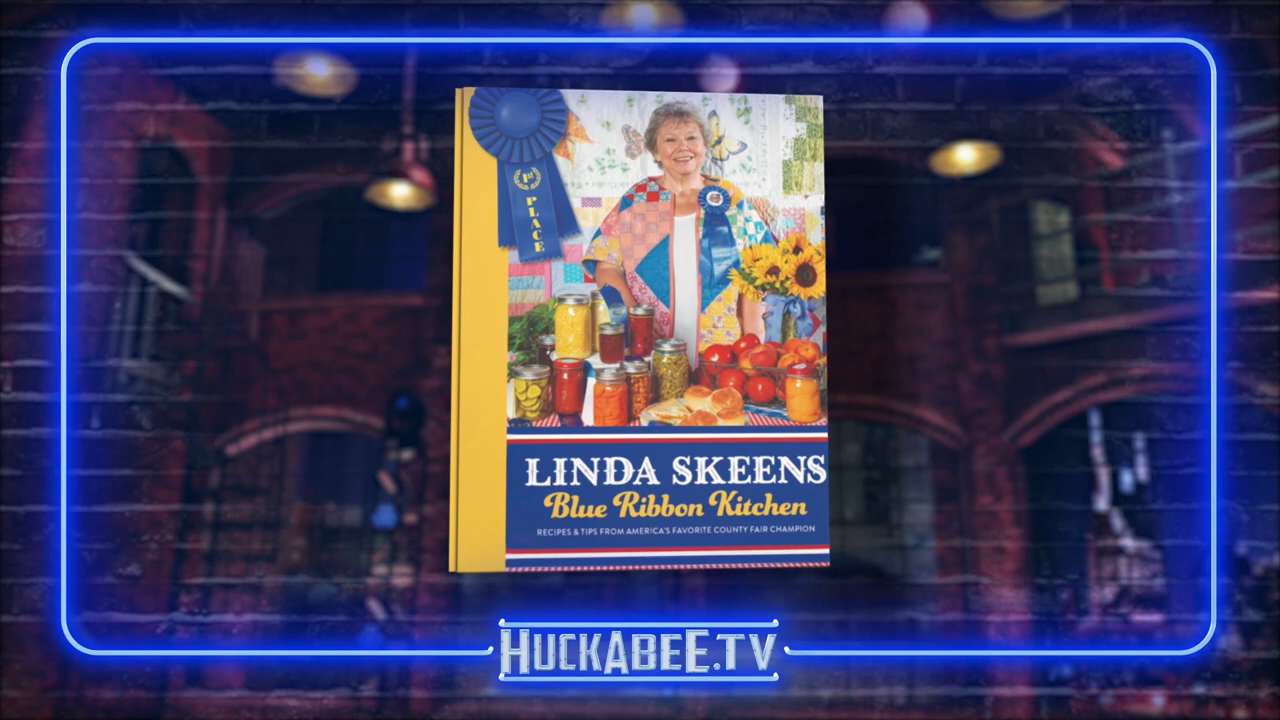 1st
PLACE
LINDA SKEENS
Blue Ribbon Kitchen
RECIPES & TIPS FROM AMERICA'S FAVORITE COUNTY FAIR CHAMPION
HUCKABEE.TV